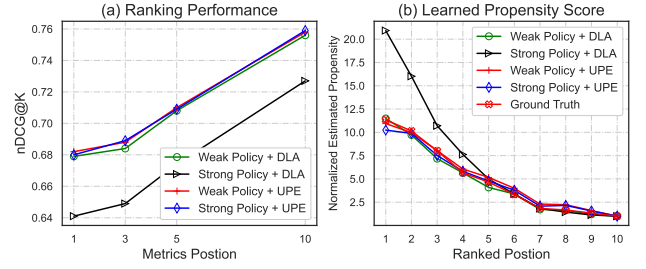 (a) Ranking Performance
nDCG@K
0.76
0.74
0.72
0.70
0.68
0.66
0.64
Weak Policy + DLA
Strong Policy + DLA
Weak Policy + UPE
Strong Policy + UPE
1
3
5
10
Metrics Postion
(b) Learned Propensity Score
Normalized Estimated Propensity
20.0
17.5
15.0
12.5
10.0
7.5
5.0
2.5
Weak Policy + DLA
Strong Policy + DLA
Weak Policy + UPE
Strong Policy + UPE
Ground Truth
1
2
3
4
5
6
7
8
9
10
Ranked Postion